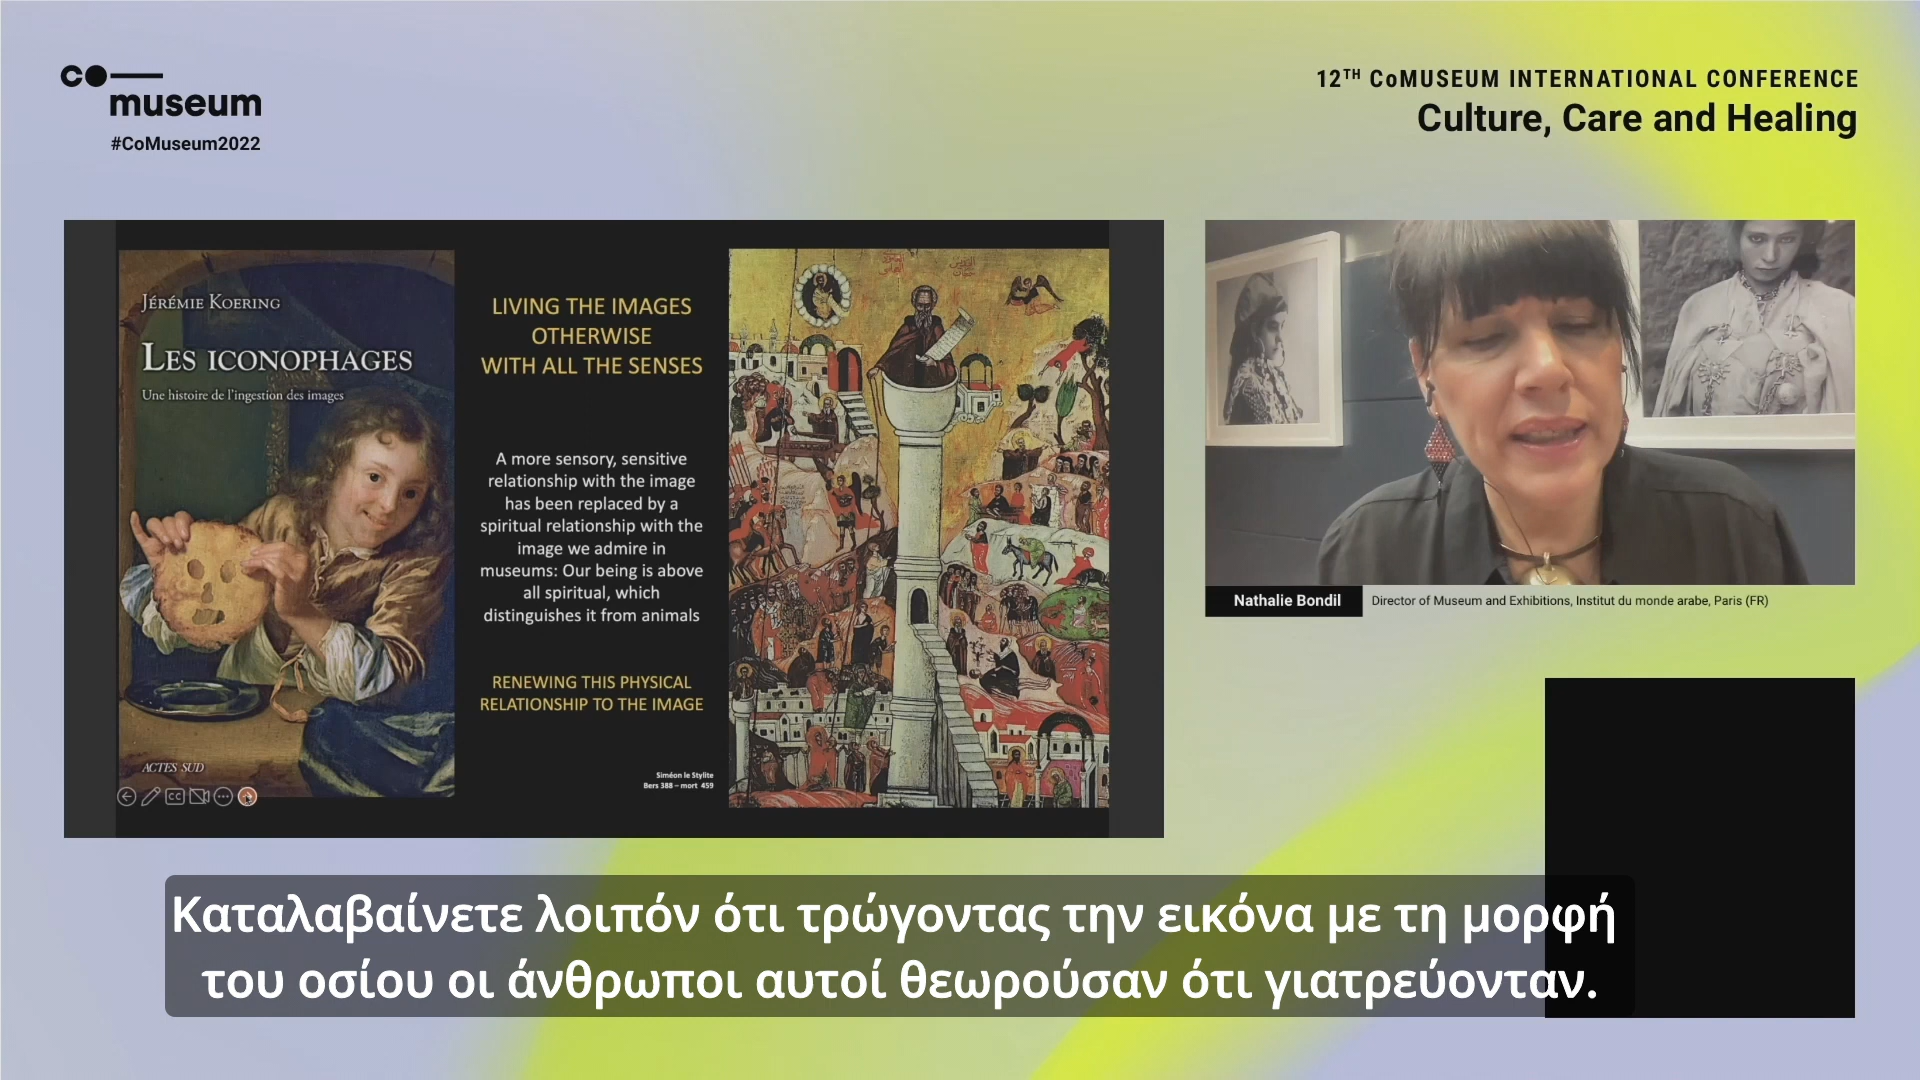 co
museum
#CoMuseum2022
12TH CoMUSEUM INTERNATIONAL CONFERENCE
Culture, Care and Healing
JÉRÉMIE KOERING
LES ICONOPHAGES
Une histoire de l'ingestion des images
ACTES SUD
CC
LIVING THE IMAGES
OTHERWISE
WITH ALL THE SENSES
A more sensory, sensitive
relationship with the image
has been replaced by a
spiritual relationship with the
image we admire in
museums: Our being is above
all spiritual, which
distinguishes it from animals
RENEWING THIS PHYSICAL
RELATIONSHIP TO THE IMAGE
Siméon le Stylite
Bers 388 – mort 459
Nathalie Bondil
Director of Museum and Exhibitions, Institut du monde arabe, Paris (FR)
Καταλαβαίνετε λοιπόν ότι τρώγοντας την εικόνα με τη μορφή
του οσίου οι άνθρωποι αυτοί θεωρούσαν ότι γιατρεύονταν.